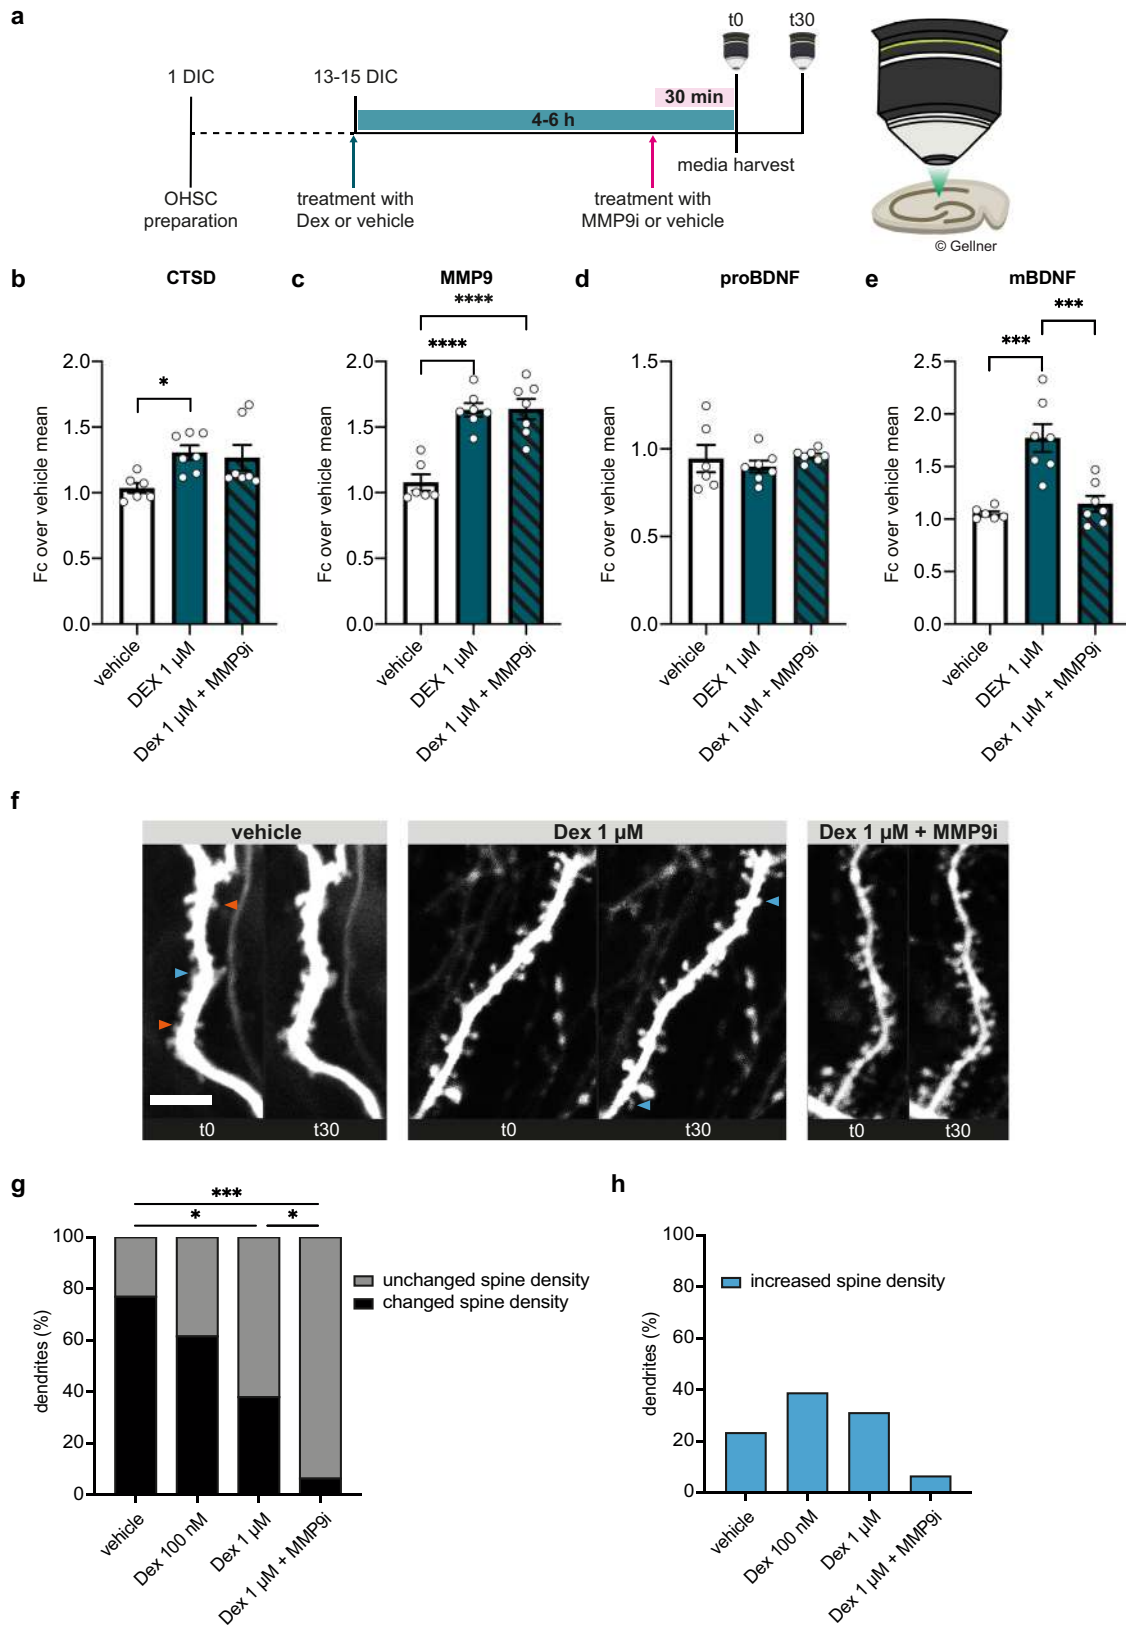 a
t0 t30
1 DIC 13-15 DIC
30 min
4-6 h
media harvest
OHSC
preparation
treatment with
Dex or vehicle
treatment with
MMP9i or vehicle
© Gellner
b CTSD
*
Fc over vehicle mean
2.0
1.5
1.0
0.5
0.0
vehicle
DEX 1 µM
Dex 1 µM + MMP9i
c MMP9
****
****
Fc over vehicle mean
2.0
1.5
1.0
0.5
0.0
vehicle
DEX 1 µM
Dex 1 µM + MMP9i
d proBDNF
Fc over vehicle mean
1.5
1.0
0.5
0.0
vehicle
DEX 1 µM
Dex 1 µM + MMP9i
e mBDNF
***
***
Fc over vehicle mean
2.5
2.0
1.5
1.0
0.5
0.0
vehicle
DEX 1 µM
Dex 1 µM + MMP9i
f
vehicle Dex 1 µM Dex 1 µM + MMP9i
t0 t30 t0 t30 t0 t30
g
***
* *
dendrites (%)
100
80
60
40
20
0
unchanged spine density
changed spine density
vehicle
Dex 100 nM
Dex 1 µM
Dex 1 µM + MMP9i
h
dendrites (%)
100
80
60
40
20
0
increased spine density
vehicle
Dex 100 nM
Dex 1 µM
Dex 1 µM + MMP9i